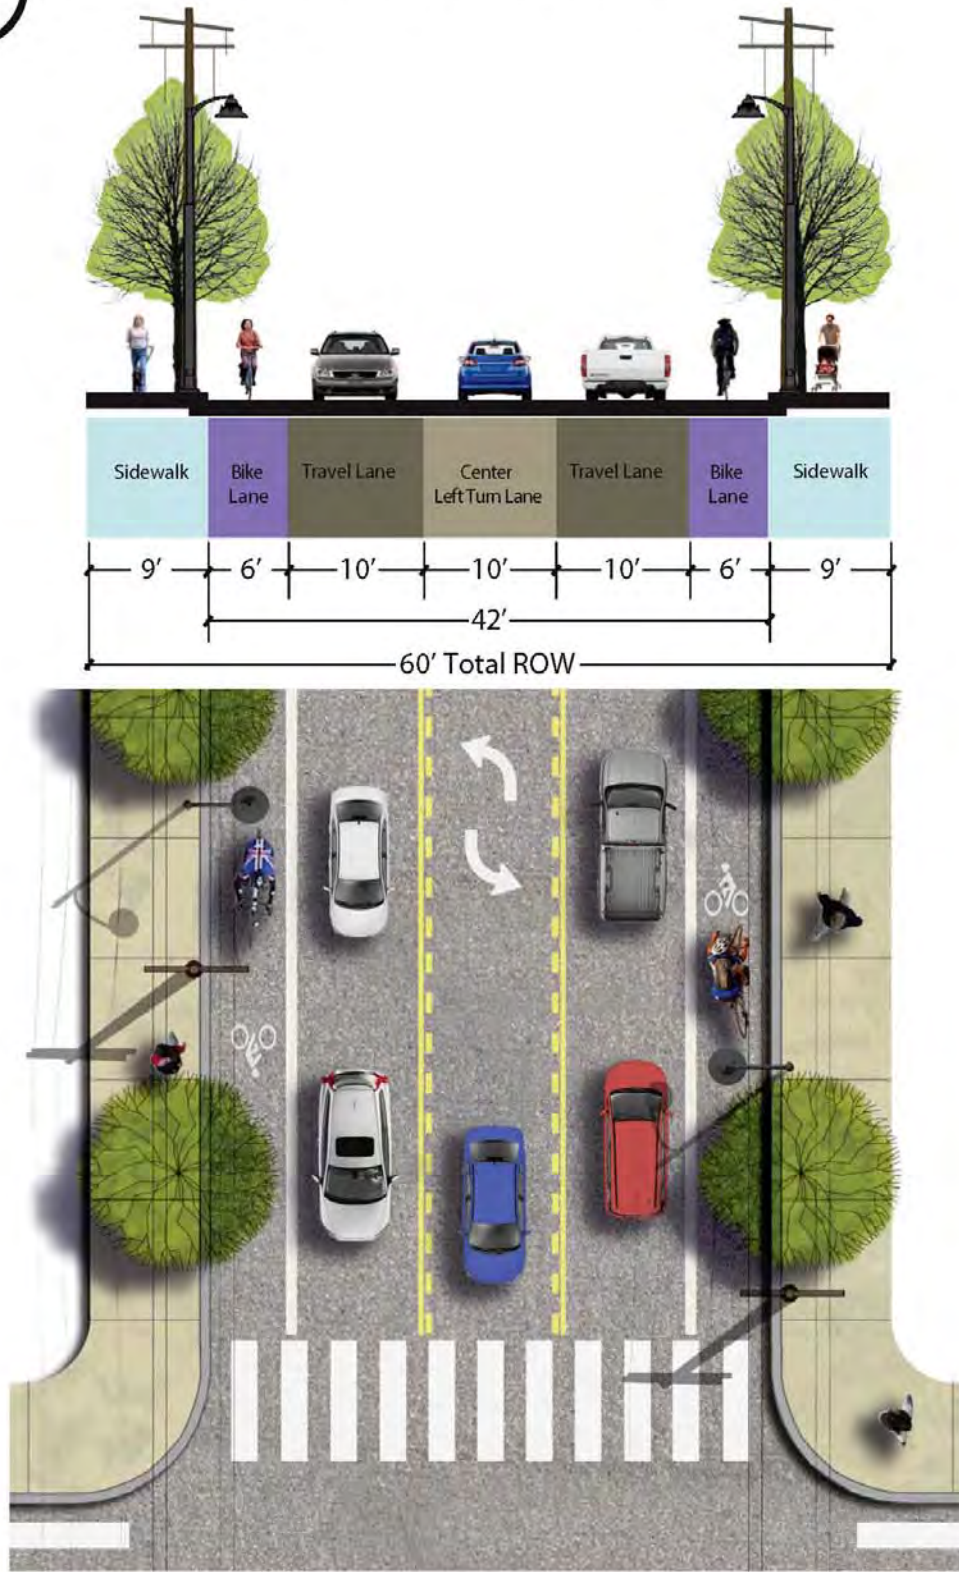 Sidewalk
Bike
Lane
Travel Lane
Center
Left Turn Lane
Travel Lane
Bike
Lane
Sidewalk
9' 6' 10' 10' 10' 6' 9'
42'
60' Total ROW